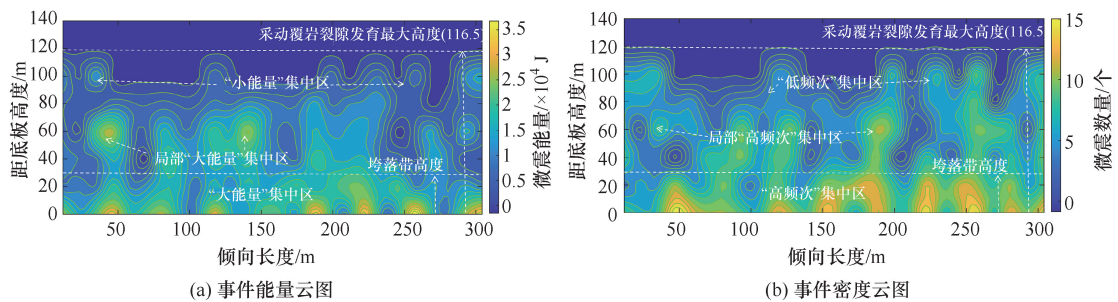 采动覆岩裂隙发育最大高度(116.5
“小能量”集中区
局部“大能量”集中区
垮落带高度
“大能量”集中区
距底板高度/m
140
120
100
80
60
40
20
0
50
100
150
200
250
300
倾向长度/m
3.5
3.0
2.5
2.0
1.5
1.0
0.5
0
微震能量/×10⁴ J
(a) 事件能量云图
采动覆岩裂隙发育最大高度(116.5
“低频次”集中区
局部“高频次”集中区
垮落带高度
“高频次”集中区
距底板高度/m
140
120
100
80
60
40
20
0
50
100
150
200
250
300
倾向长度/m
15
10
5
0
微震数量/个
(b) 事件密度云图